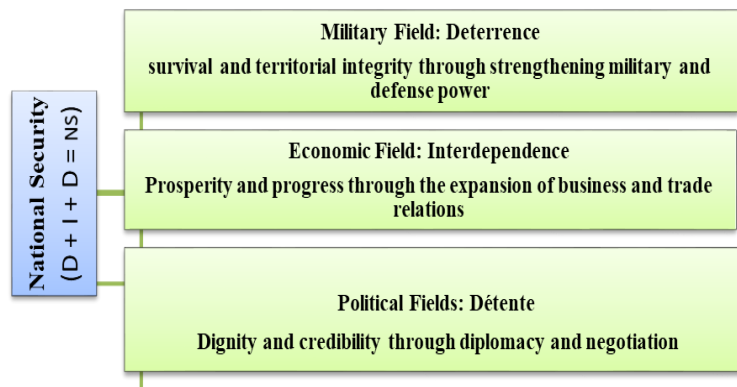 National Security
(D + I + D = NS)
Military Field: Deterrence
survival and territorial integrity through strengthening military and
defense power
Economic Field: Interdependence
Prosperity and progress through the expansion of business and trade
relations
Political Fields: Détente
Dignity and credibility through diplomacy and negotiation